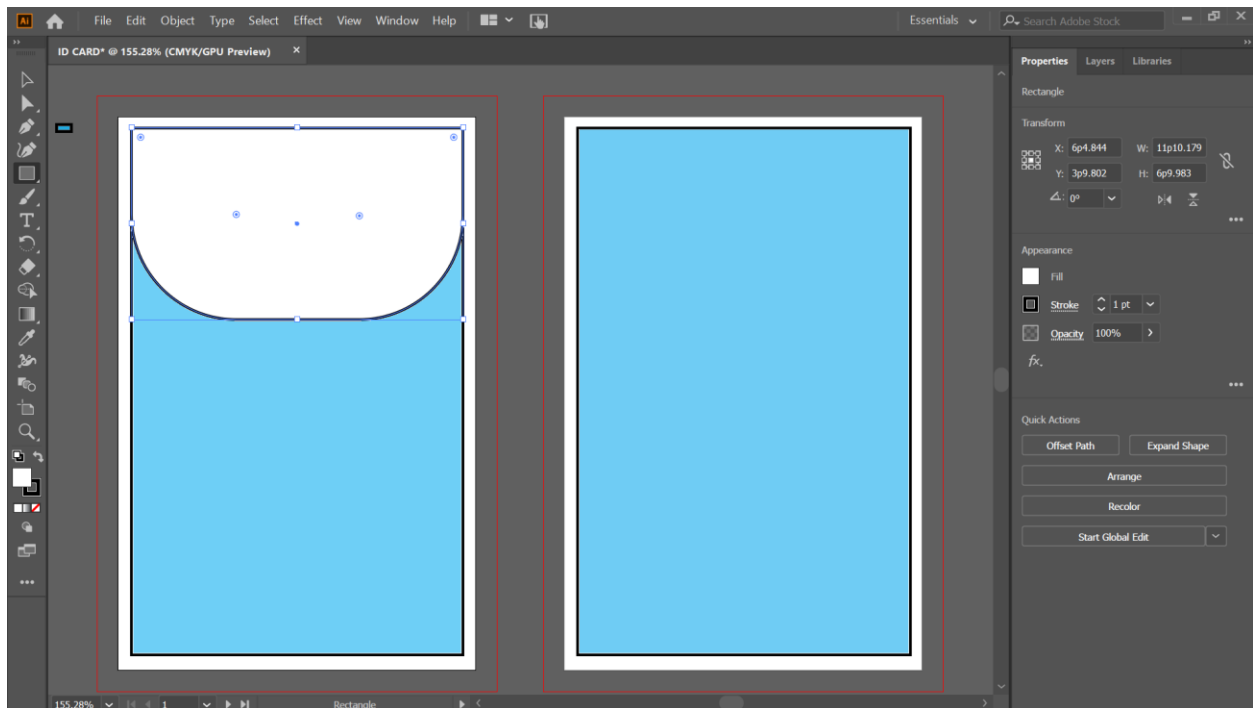 Ai File Edit Object Type Select Effect View Window Help Essentials Search Adobe Stock
ID CARD* @ 155.28% (CMYK/GPU Preview) ×
Properties Layers Libraries
Rectangle
Transform
X: 6p4.844 W: 11p10.179
Y: 3p9.802 H: 6p9.983
0°
Appearance
Fill
Stroke 1 pt
Opacity 100%
fx.
Quick Actions
Offset Path Expand Shape
Arrange
Recolor
Start Global Edit
155.28% 1 Rectangle